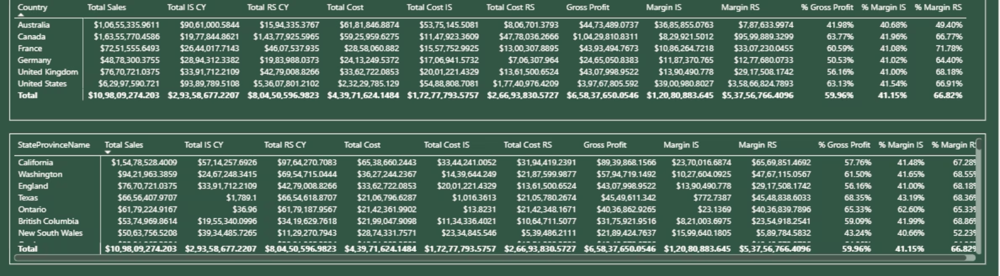 Country Total Sales Total IS CY Total RS CY Total Cost Total Cost IS Total Cost RS Gross Profit Margin IS Margin RS % Gross Profit % Margin IS % Margin RS
Australia $1,06,55,335.9611 $90,61,000.5844 $15,94,335.3767 $61,81,846.8874 $53,75,145.5081 $8,06,701.3793 $44,73,489.0737 $36,85,855.0763 $7,87,633.9974 41.98% 40.68% 49.40%
Canada $1,63,55,770.4586 $19,77,844.8621 $1,43,77,925.5965 $59,25,959.6275 $11,47,923.3609 $47,78,036.2666 $1,04,29,810.8311 $8,29,921.5012 $95,99,889.3299 63.77% 41.96% 66.77%
France $72,51,555.6493 $26,44,017.7143 $46,07,537.935 $28,58,060.882 $15,57,752.9925 $13,00,307.8895 $43,93,494.7673 $10,86,264.7218 $33,07,230.0455 60.59% 41.08% 71.78%
Germany $48,78,300.3755 $28,94,312.3382 $19,83,988.0373 $24,13,249.5372 $17,06,941.5732 $7,06,307.964 $24,65,050.8383 $11,87,370.765 $12,77,680.0733 50.53% 41.02% 64.40%
United Kingdom $76,70,721.0375 $33,91,712.2109 $42,79,008.8266 $33,62,722.0853 $20,01,221.4329 $13,61,500.6524 $43,07,998.9522 $13,90,490.778 $29,17,508.1742 56.16% 41.00% 68.18%
United States $6,29,97,590.721 $93,89,789.5108 $5,36,07,801.2102 $2,32,29,785.129 $54,88,808.7081 $1,77,40,976.4209 $3,97,67,805.592 $39,00,980.8027 $3,58,66,824.7893 63.13% 41.54% 66.91%
Total $10,98,09,274.203 $2,93,58,677.2207 $8,04,50,596.9823 $4,39,71,624.1484 $1,72,77,793.5757 $2,66,93,830.5727 $6,58,37,650.0546 $1,20,80,883.645 $5,37,56,766.4096 59.96% 41.15% 66.82%
StateProvinceName Total Sales Total IS CY Total RS CY Total Cost Total Cost IS Total Cost RS Gross Profit Margin IS Margin RS % Gross Profit % Margin IS % Margin
California $1,54,78,528.4009 $57,14,257.6926 $97,64,270.7083 $65,38,660.2443 $33,44,241.0052 $31,94,419.2391 $89,39,868.1566 $23,70,016.6874 $65,69,851.4692 57.76% 41.48% 67.28%
Washington $94,21,963.3859 $24,67,248.3415 $69,54,715.0444 $36,27,244.2367 $14,39,644.249 $21,87,599.9877 $57,94,719.1492 $10,27,604.0925 $47,67,115.0567 61.50% 41.65% 68.55%
England $76,70,721.0375 $33,91,712.2109 $42,79,008.8266 $33,62,722.0853 $20,01,221.4329 $13,61,500.6524 $43,07,998.9522 $13,90,490.778 $29,17,508.1742 56.16% 41.00% 68.18%
Texas $66,56,407.9707 $1,789.1 $66,54,618.8707 $21,06,796.6287 $1,016.3613 $21,05,780.2674 $45,49,611.342 $772.7387 $45,48,838.6033 68.35% 43.19% 68.36%
Ontario $61,79,224.9167 $36.96 $61,79,187.9567 $21,42,361.9902 $13.8231 $21,42,348.1671 $40,36,862.9265 $23.1369 $40,36,839.7896 65.33% 62.60% 65.33%
British Columbia $53,74,969.8614 $19,55,340.0996 $34,19,629.7618 $21,99,047.9098 $11,34,336.4021 $10,64,711.5077 $31,75,921.9516 $8,21,003.6975 $23,54,918.2541 59.09% 41.99% 68.86%
New South Wales $50,63,756.5208 $39,34,485.7265 $11,29,270.7943 $28,74,331.7571 $23,34,845.546 $5,39,486.2111 $21,89,424.7637 $15,99,640.1805 $5,89,784.5832 43.24% 40.66% 52.23%
Total $10,98,09,274.203 $2,93,58,677.2207 $8,04,50,596.9823 $4,39,71,624.1484 $1,72,77,793.5757 $2,66,93,830.5727 $6,58,37,650.0546 $1,20,80,883.645 $5,37,56,766.4096 59.96% 41.15% 66.82%